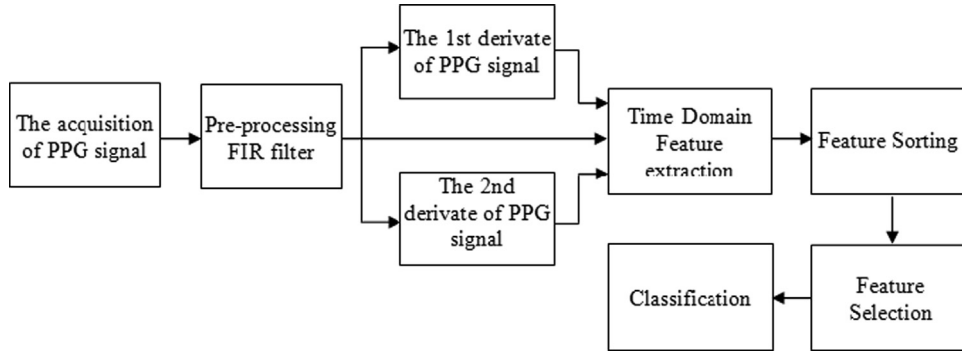 The acquisition
of PPG signal
Pre-processing
FIR filter
The 1st derivate
of PPG signal
The 2nd
derivate of PPG
signal
Time Domain
Feature
extraction
Feature Sorting
Feature
Selection
Classification